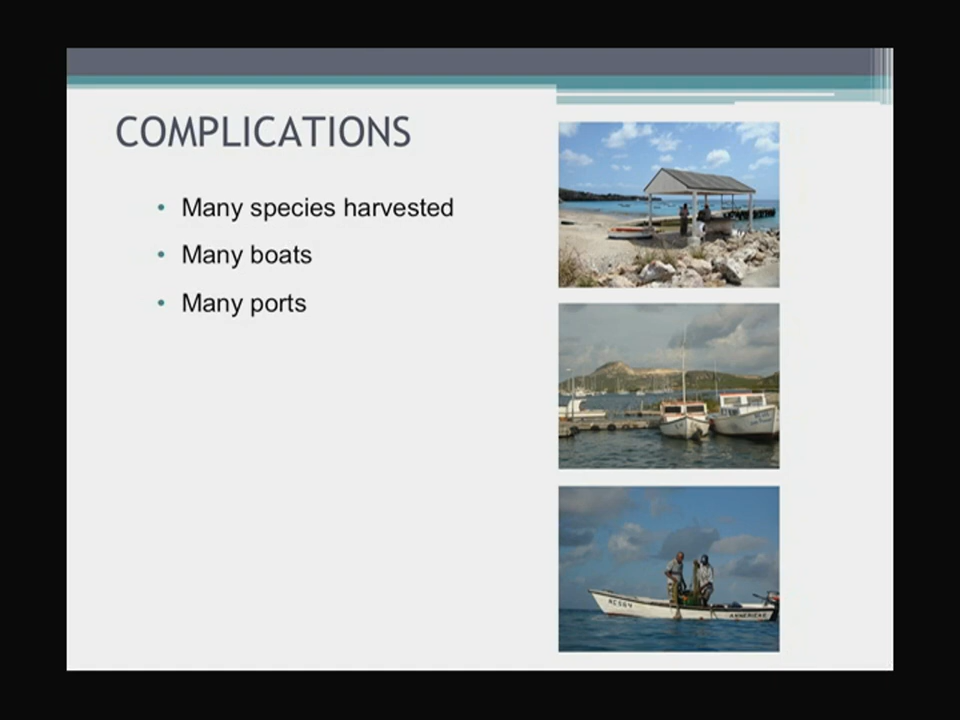 COMPLICATIONS
• Many species harvested
• Many boats
• Many ports